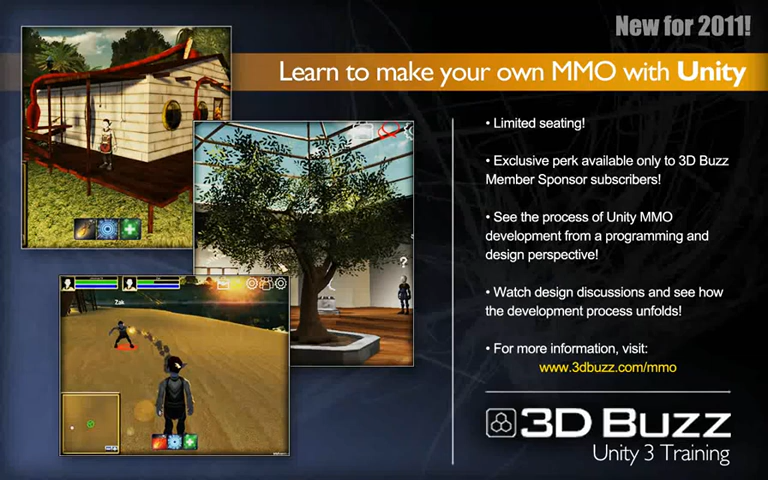 New for 2011!
Learn to make your own MMO with Unity
• Limited seating!
• Exclusive perk available only to 3D Buzz
Member Sponsor subscribers!
• See the process of Unity MMO
development from a programming and
design perspective!
• Watch design discussions and see how
the development process unfolds!
• For more information, visit:
www.3dbuzz.com/mmo
3D BUZZ
Unity 3 Training
?
Zak